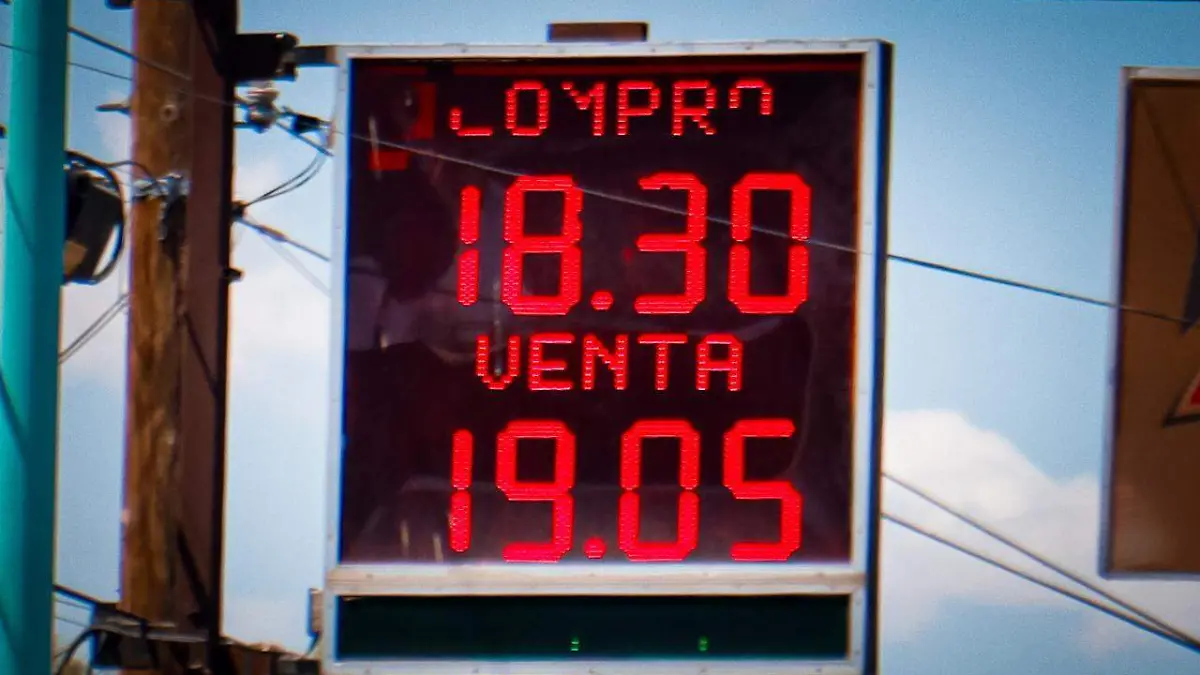 COMPRA
18.30
VENTA
19.05